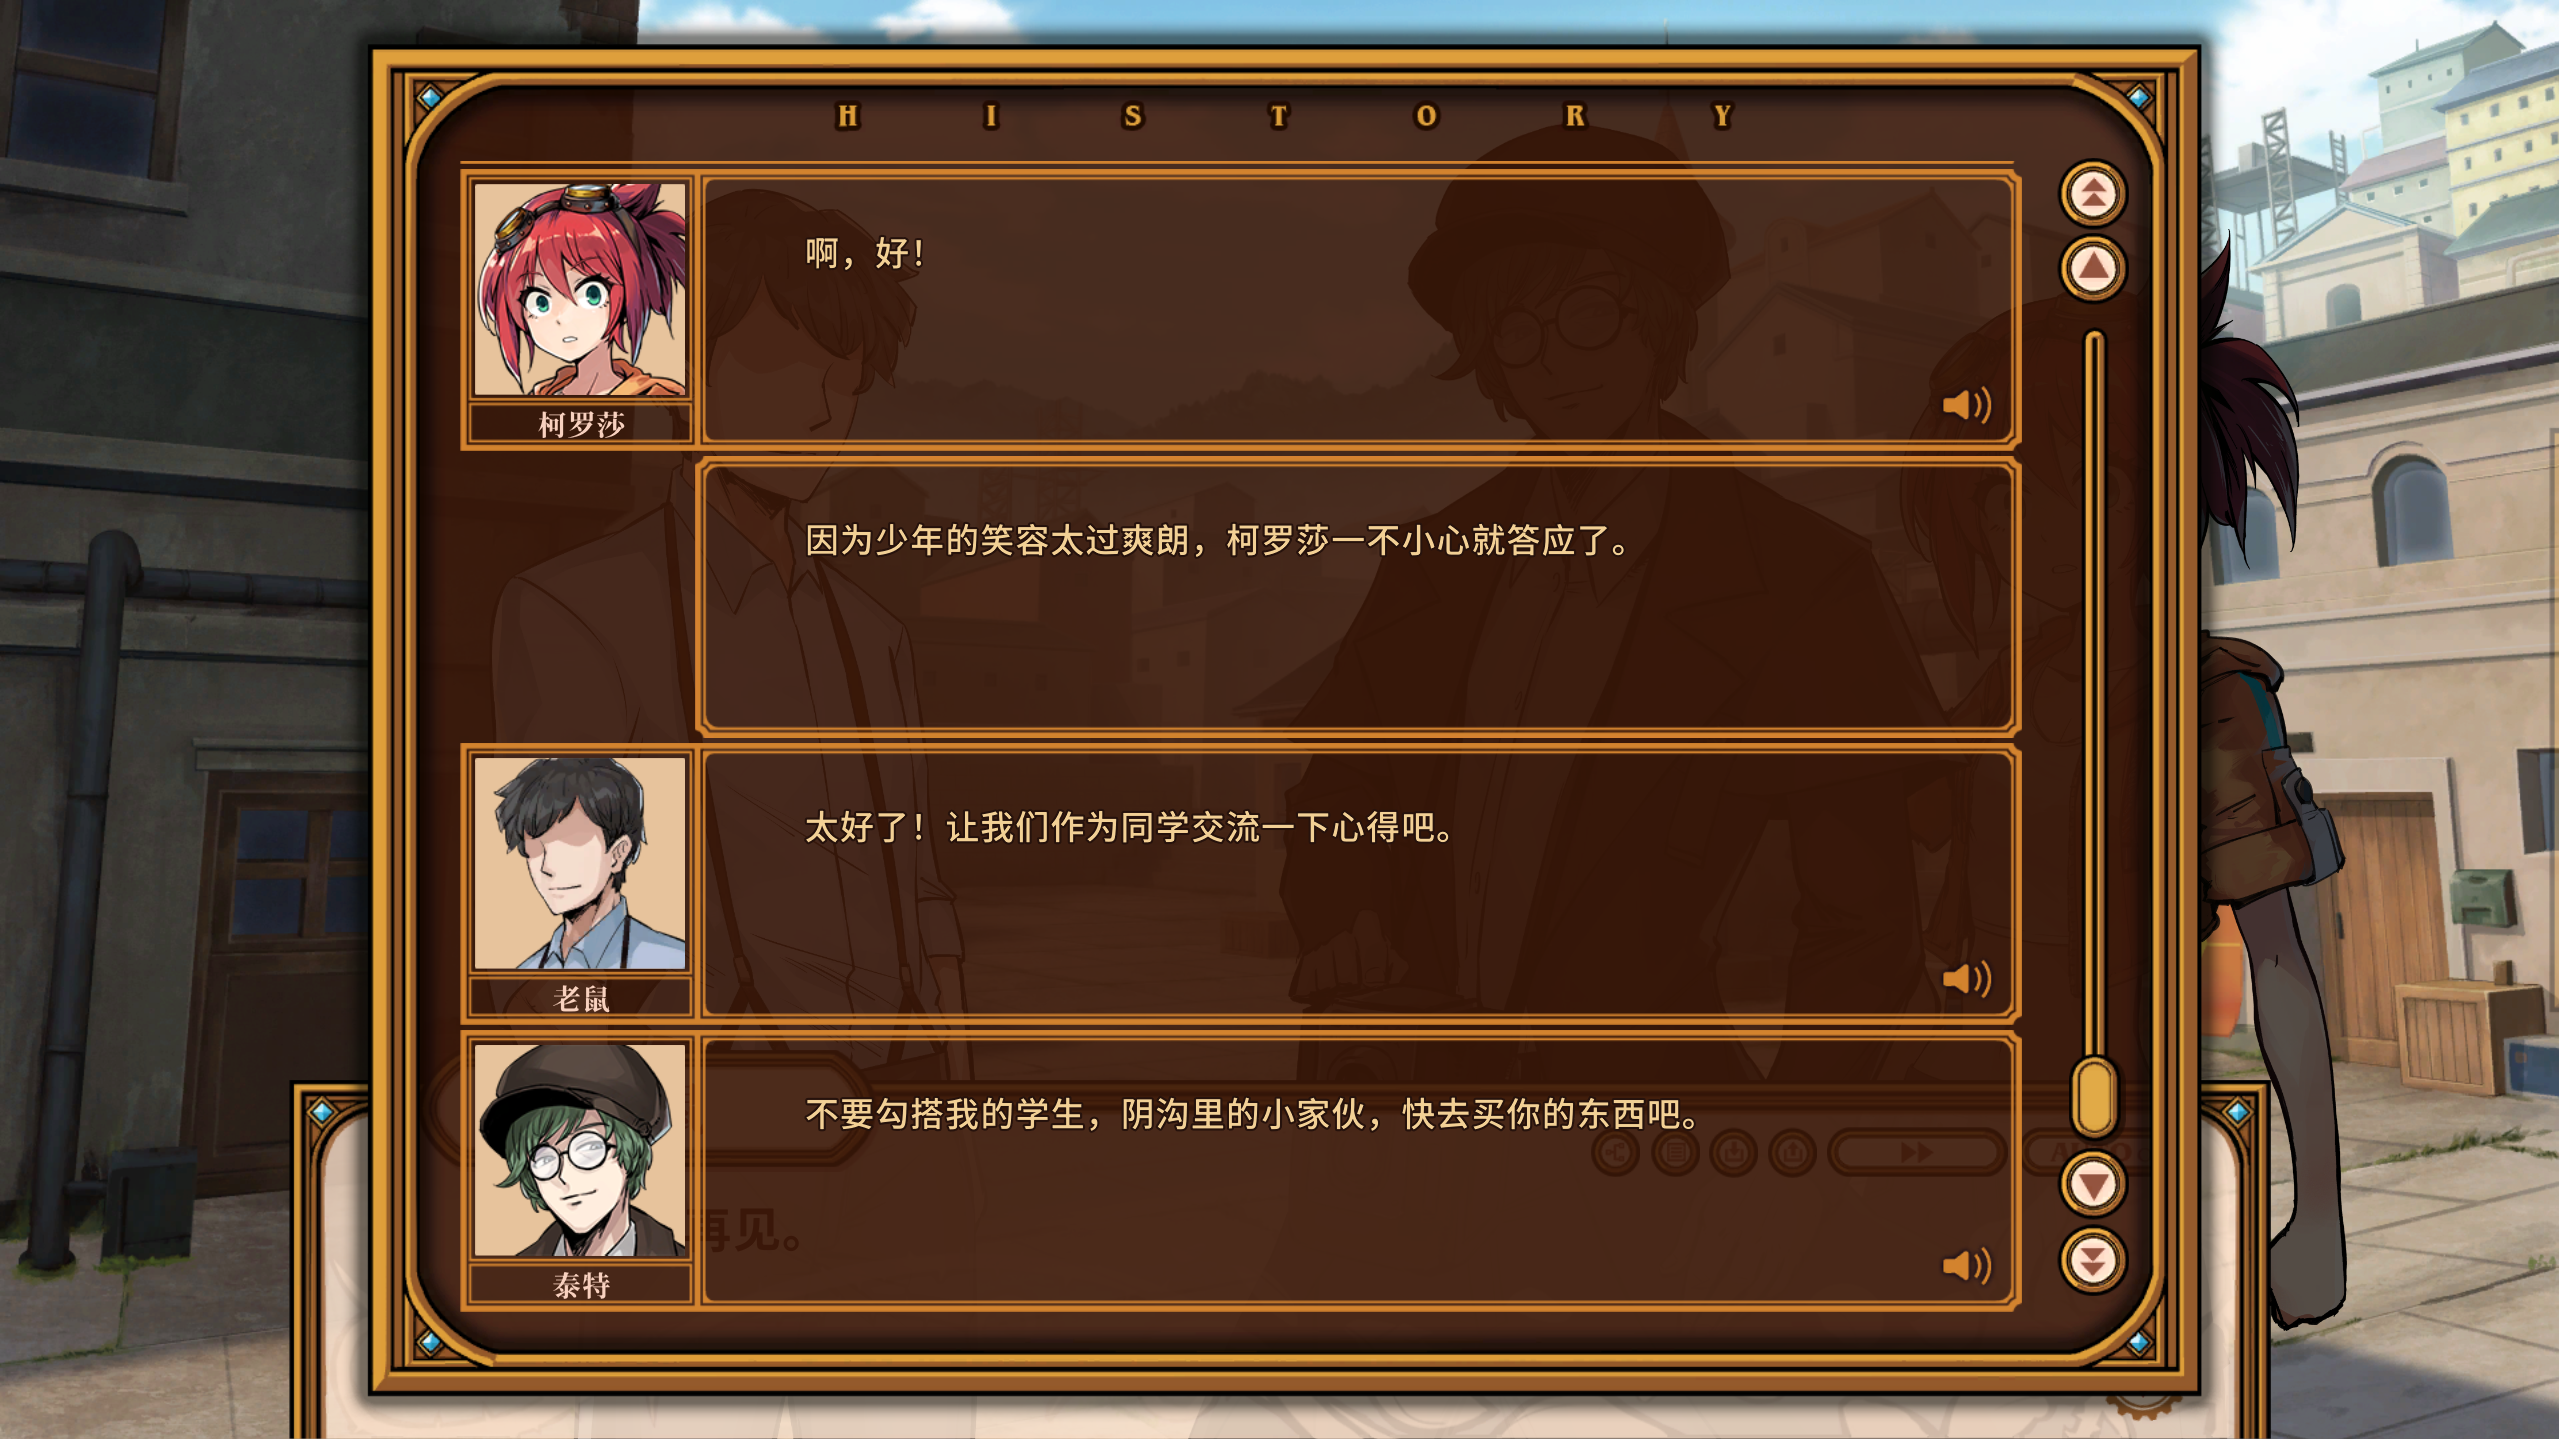 HISTORY
啊，好！
柯罗莎
因为少年的笑容太过爽朗，柯罗莎一不小心就答应了。
太好了！让我们作为同学交流一下心得吧。
老鼠
不要勾搭我的学生，阴沟里的小家伙，快去买你的东西吧。
再见。
泰特